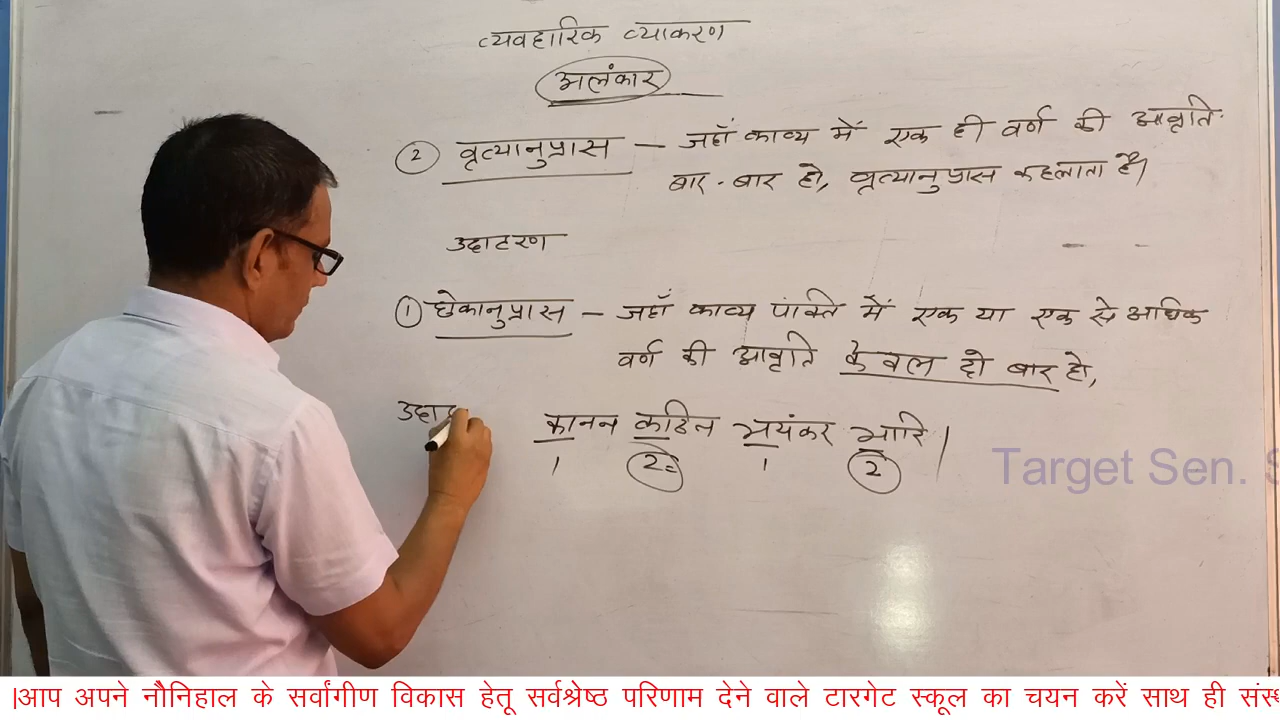 व्यवहारिक व्याकरण
अलंकार
② वृत्यानुप्रास – जहाँ काव्य में एक ही वर्ण की आवृति
बार-बार हो, वृत्यानुप्रास कहलाता है।
उदाहरण
① छेकानुप्रास – जहाँ काव्य पंक्ति में एक या एक से अधिक
वर्ण की आवृति केवल दो बार हो,
उदाह
कानन कठिन भयंकर भारि |
1 2= 1 2
Target Sen. S
|आप अपने नौनिहाल के सर्वांगीण विकास हेतू सर्वश्रेष्ठ परिणाम देने वाले टारगेट स्कूल का चयन करें साथ ही संस्थ